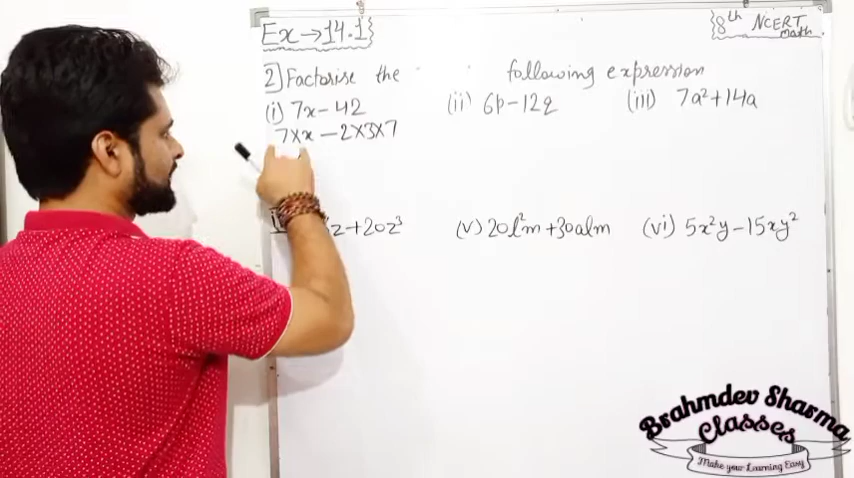 Ex→14.1
8th NCERT
Math
2] Factorise the following expression
(i) 7x-42
(ii) 6p-12q
(iii) 7a²+14a
7×x-2×3×7
z+20z³
(v) 20l²m+30alm
(vi) 5x²y-15xy²
Brahmdev Sharma
Classes
Make your Learning Easy